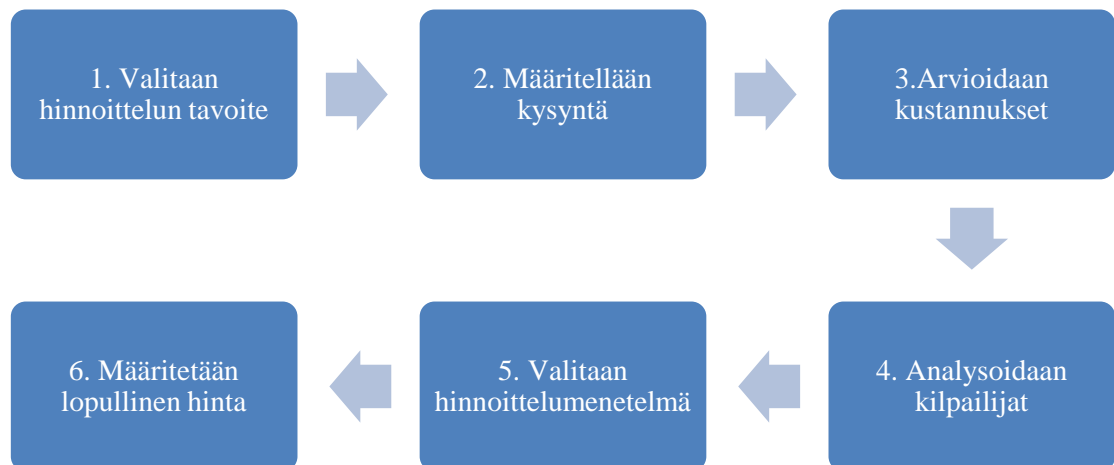 1. Valitaan
hinnoittelun tavoite
2. Määritellään
kysyntä
3.Arvioidaan
kustannukset
4. Analysoidaan
kilpailijat
5. Valitaan
hinnoittelumenetelmä
6. Määritetään
lopullinen hinta